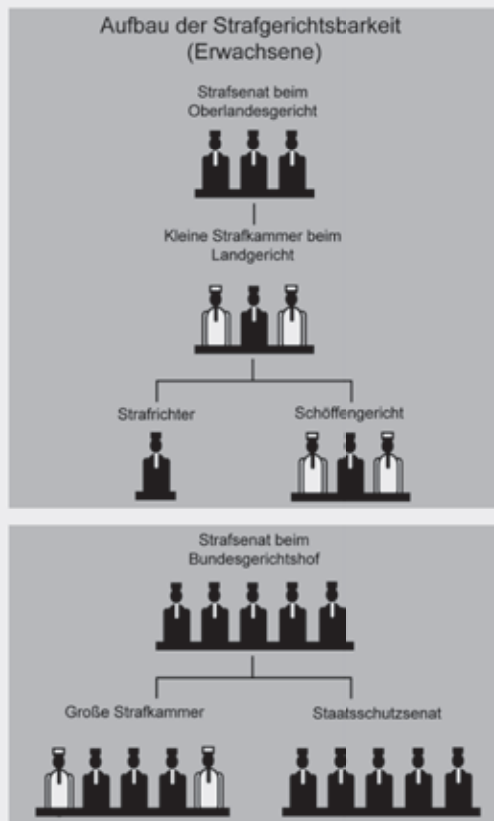 Aufbau der Strafgerichtsbarkeit
(Erwachsene)
Strafsenat beim
Oberlandesgericht
Kleine Strafkammer beim
Landgericht
Strafrichter
Schöffengericht
Strafsenat beim
Bundesgerichtshof
Große Strafkammer
Staatsschutzsenat